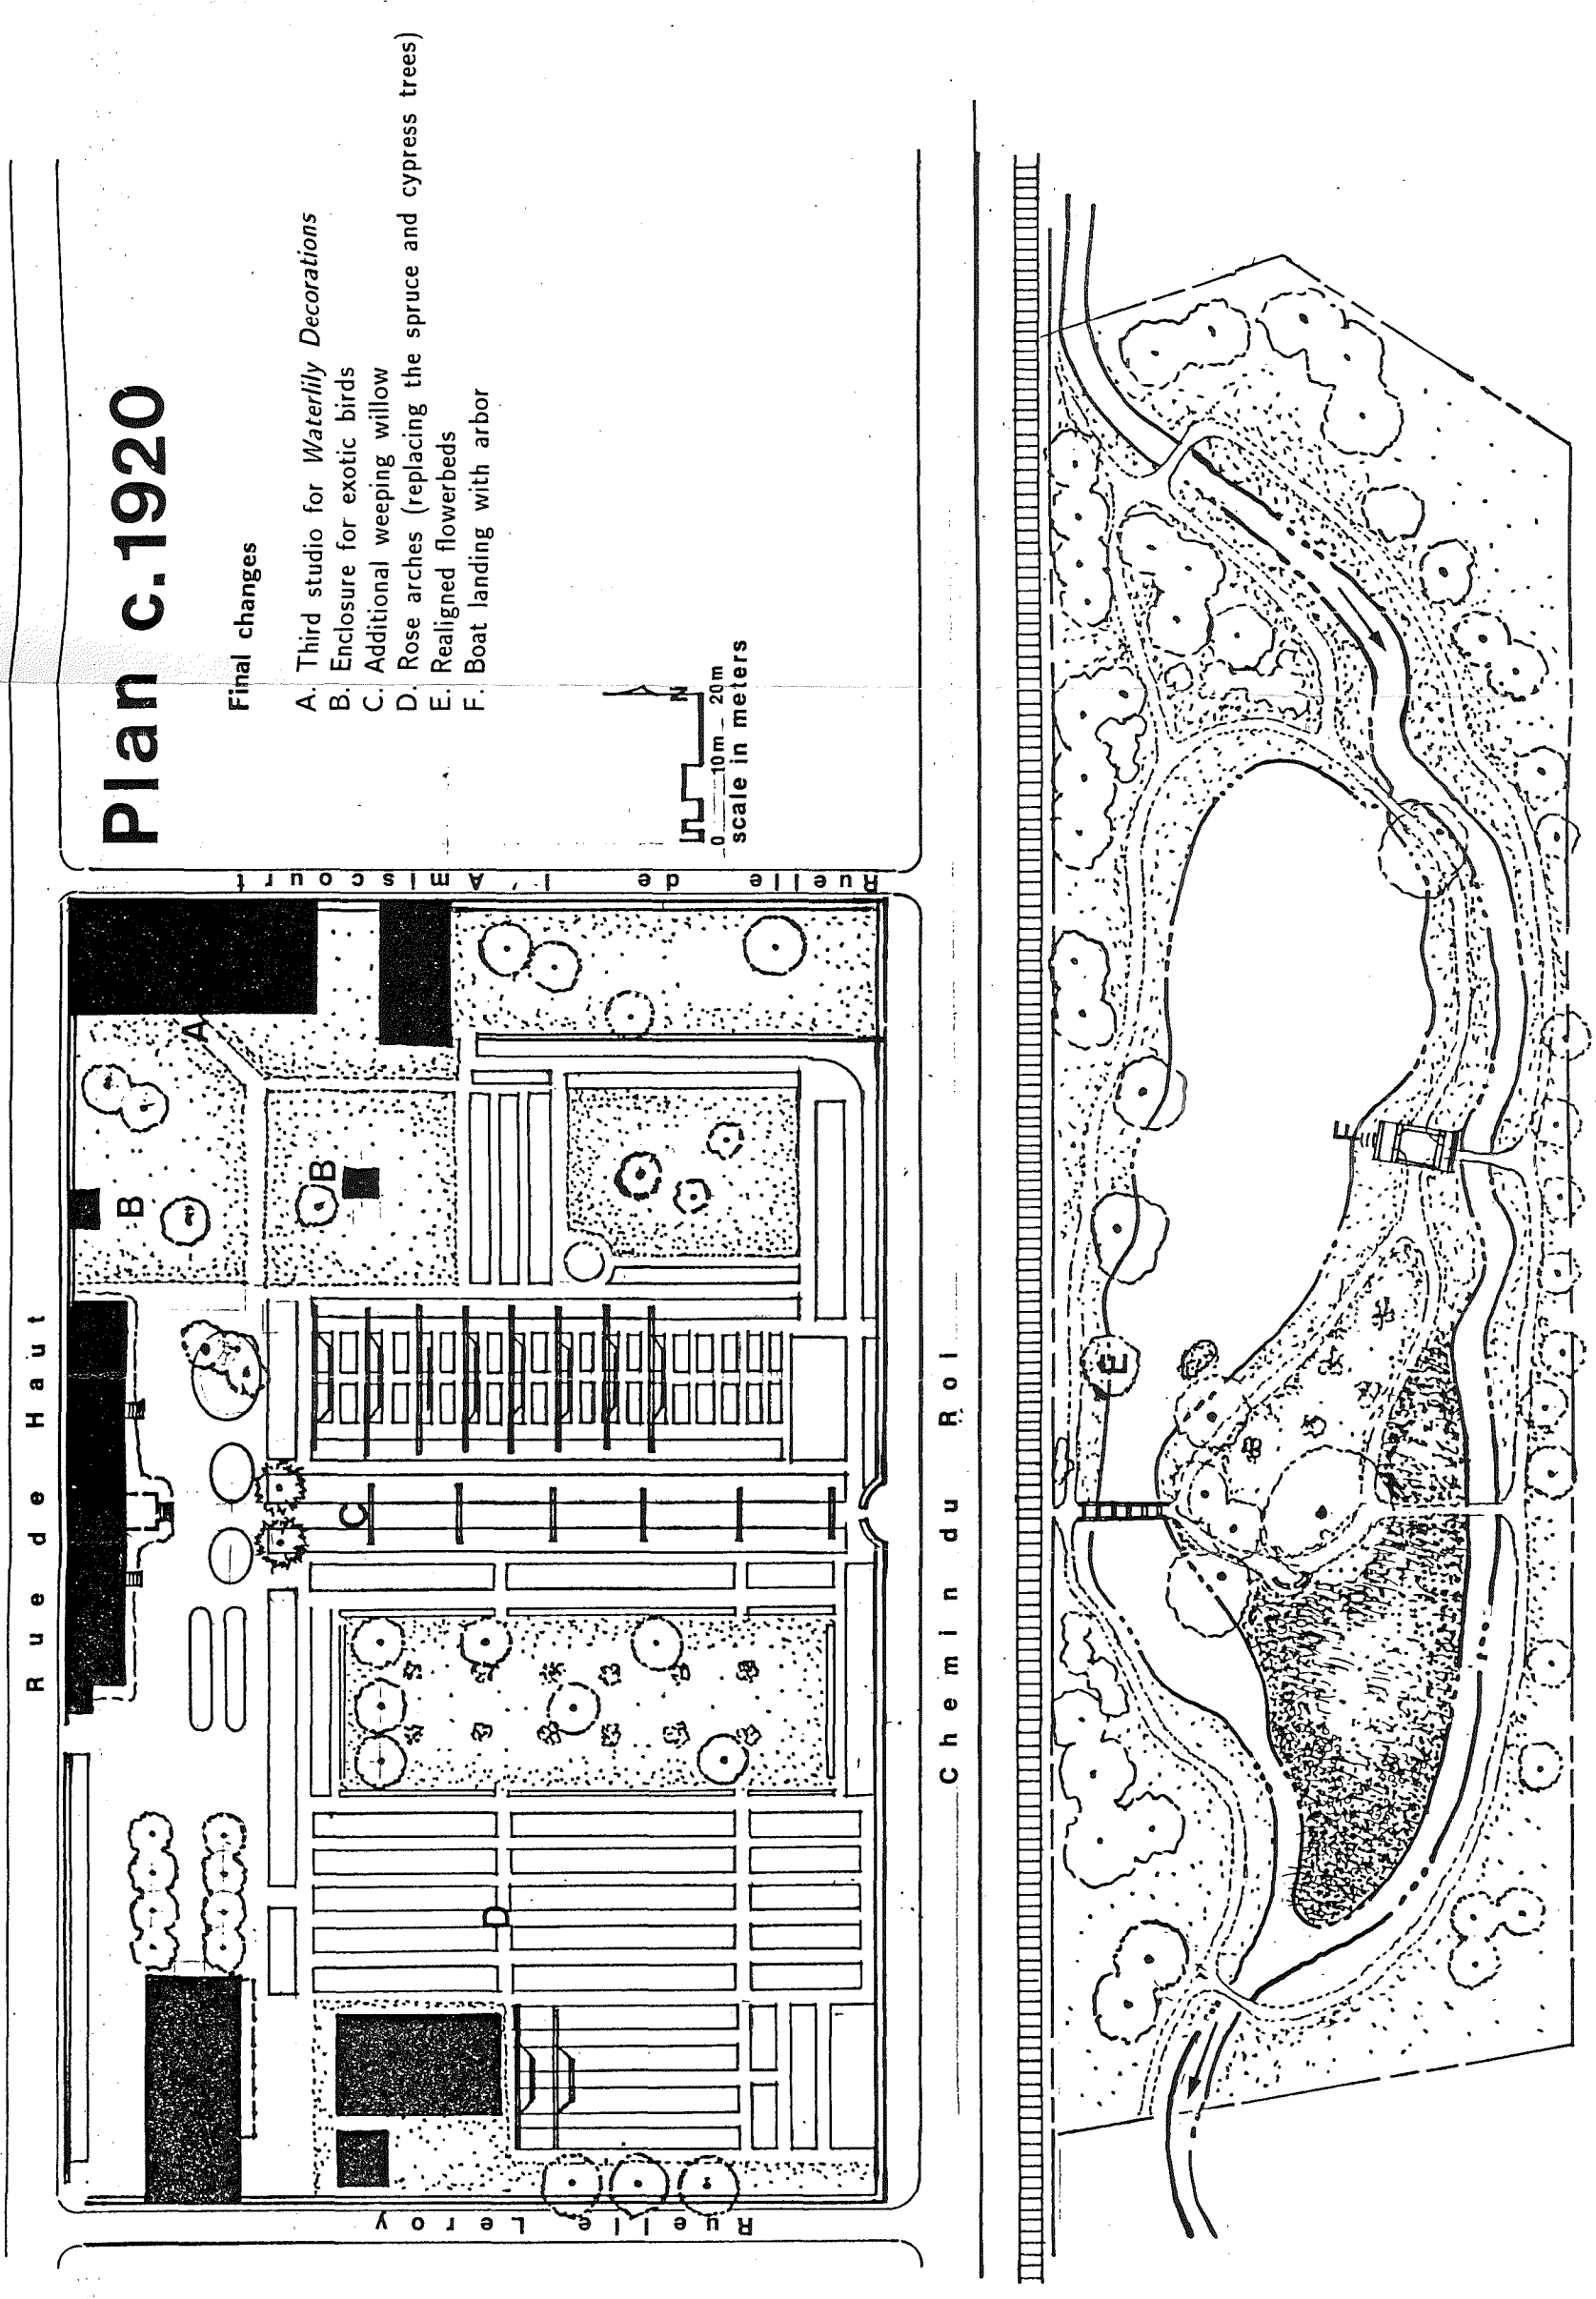 Plan c.1920
Final changes
A. Third studio for Waterlily Decorations
B. Enclosure for exotic birds
C. Additional weeping willow
D. Rose arches (replacing the spruce and cypress trees)
E. Realigned flowerbeds
F. Boat landing with arbor
N
0 10m 20m
scale in meters
Rue de Haut
Ruelle de l'Amiscourt
Ruelle Leroy
Chemin du Roi
A
B
B
C
D
E
F